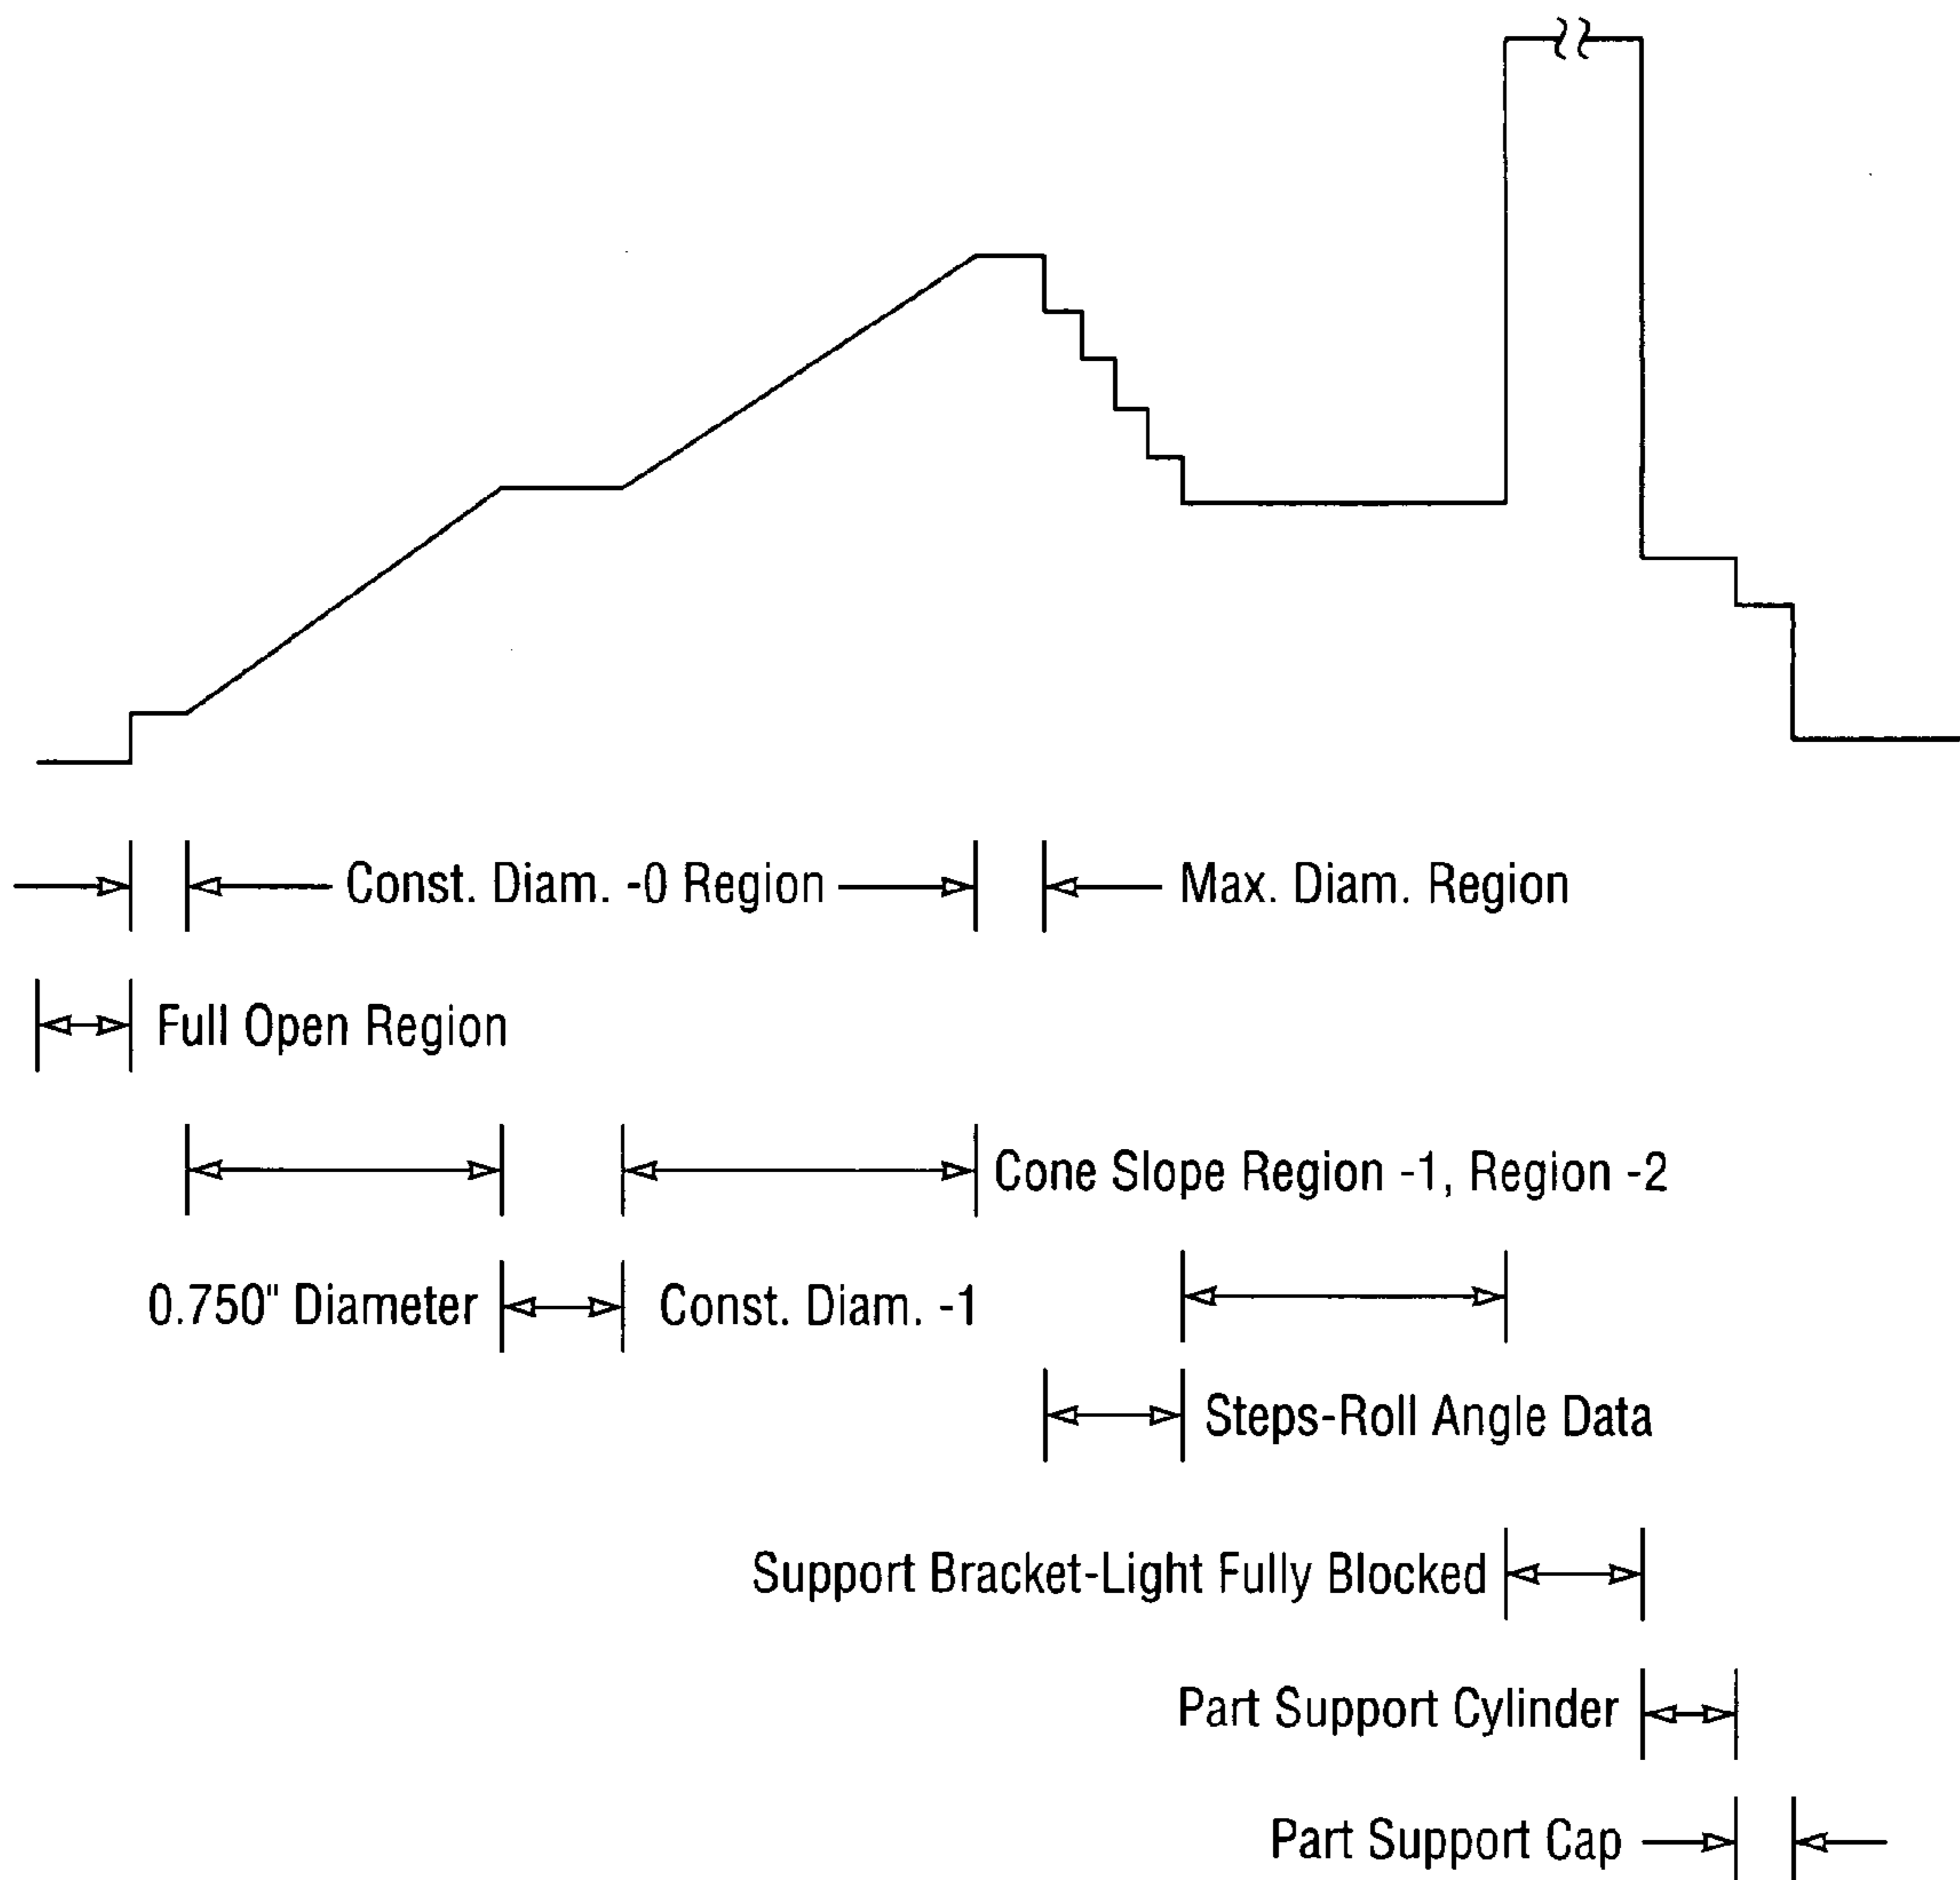 Const. Diam. -0 Region
Max. Diam. Region
Full Open Region
Cone Slope Region -1, Region -2
0.750" Diameter
Const. Diam. -1
Steps-Roll Angle Data
Support Bracket-Light Fully Blocked
Part Support Cylinder
Part Support Cap